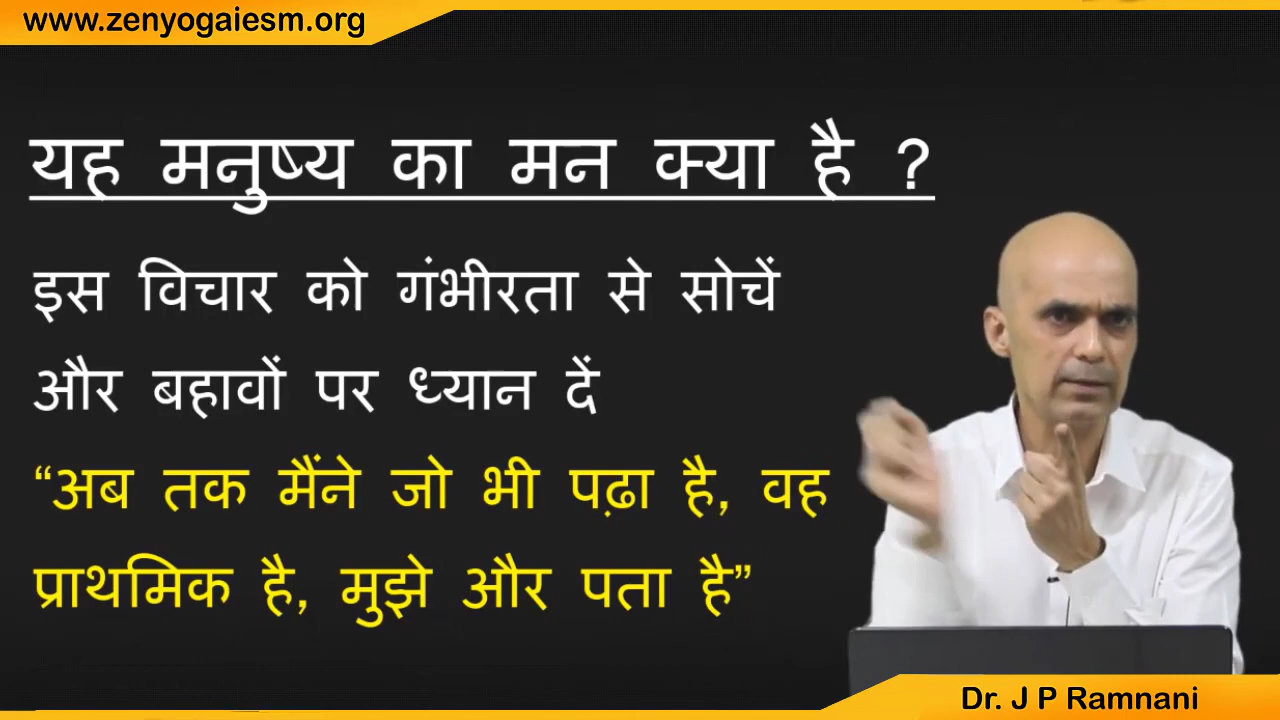 www.zenyogaiesm.org
यह मनुष्य का मन क्या है ?
इस विचार को गंभीरता से सोचें
और बहावों पर ध्यान दें
“अब तक मैंने जो भी पढ़ा है, वह
प्राथमिक है, मुझे और पता है”
Dr. J P Ramnani